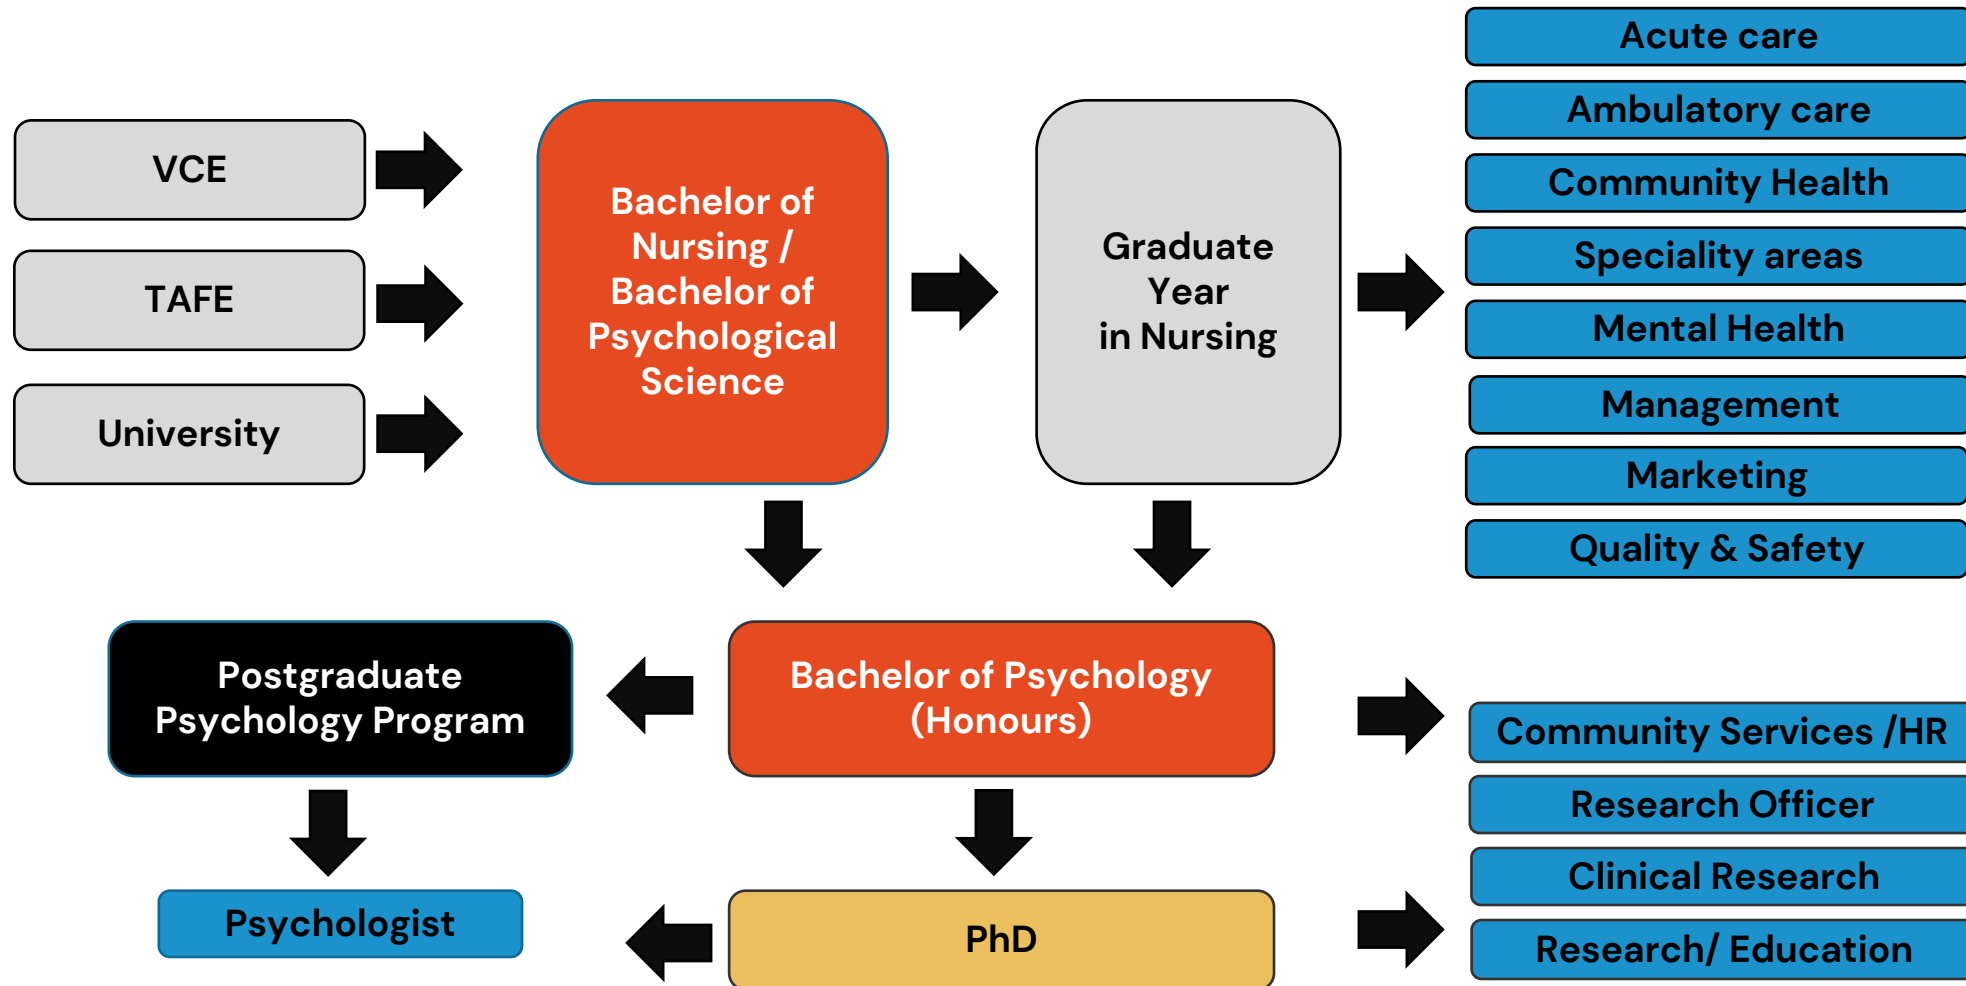 VCE
TAFE
University
Bachelor of
Nursing /
Bachelor of
Psychological
Science
Graduate
Year
in Nursing
Acute care
Ambulatory care
Community Health
Speciality areas
Mental Health
Management
Marketing
Quality & Safety
Postgraduate
Psychology Program
Bachelor of Psychology
(Honours)
Community Services /HR
Research Officer
Clinical Research
Research/ Education
Psychologist
PhD